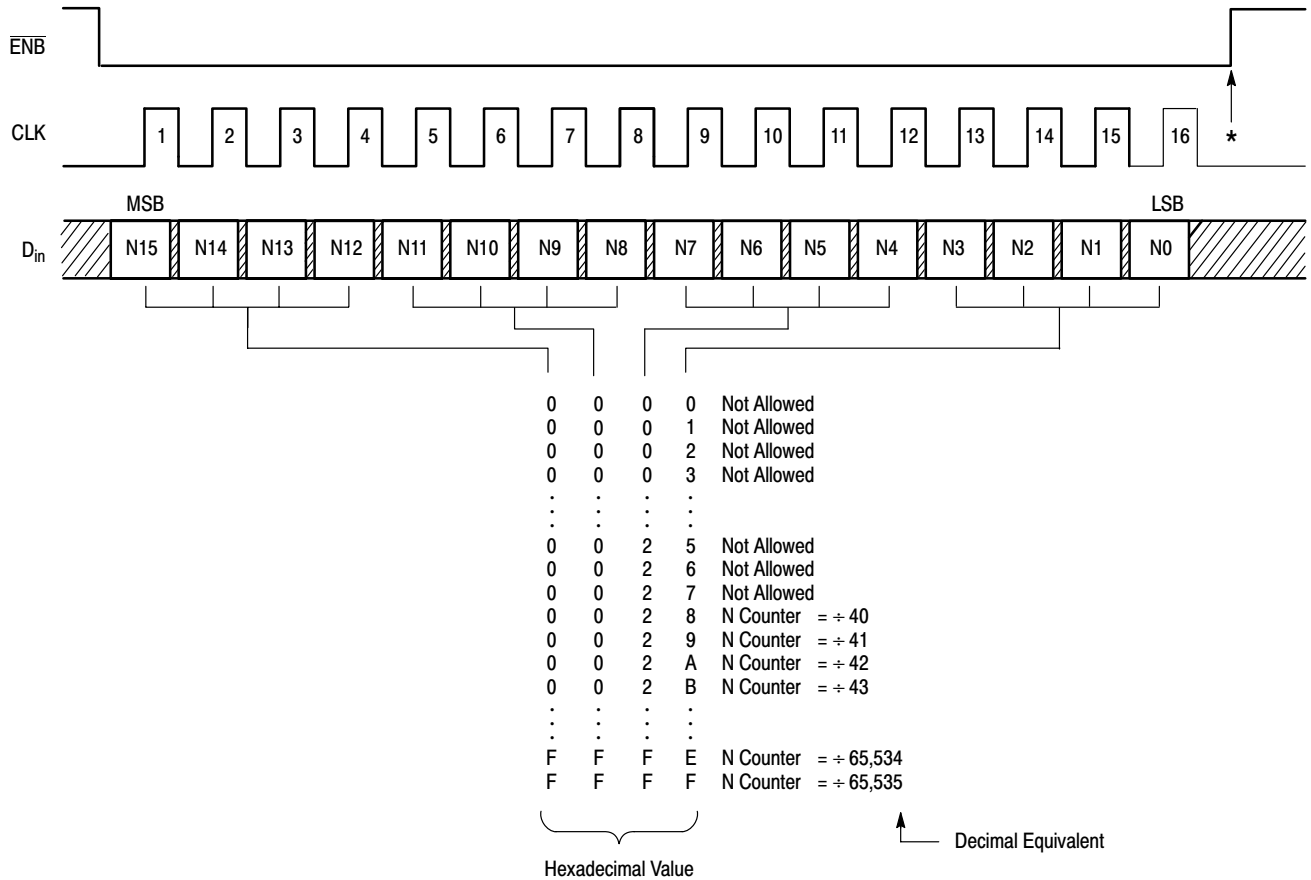 ENB
CLK 1 2 3 4 5 6 7 8 9 10 11 12 13 14 15 16 *
MSB LSB
Din N15 N14 N13 N12 N11 N10 N9 N8 N7 N6 N5 N4 N3 N2 N1 N0
0 0 0 0 Not Allowed
0 0 0 1 Not Allowed
0 0 0 2 Not Allowed
0 0 0 3 Not Allowed
. . . .
. . . .
. . . .
0 0 2 5 Not Allowed
0 0 2 6 Not Allowed
0 0 2 7 Not Allowed
0 0 2 8 N Counter = ÷ 40
0 0 2 9 N Counter = ÷ 41
0 0 2 A N Counter = ÷ 42
0 0 2 B N Counter = ÷ 43
. . . .
. . . .
. . . .
F F F E N Counter = ÷ 65,534
F F F F N Counter = ÷ 65,535
Decimal Equivalent
Hexadecimal Value